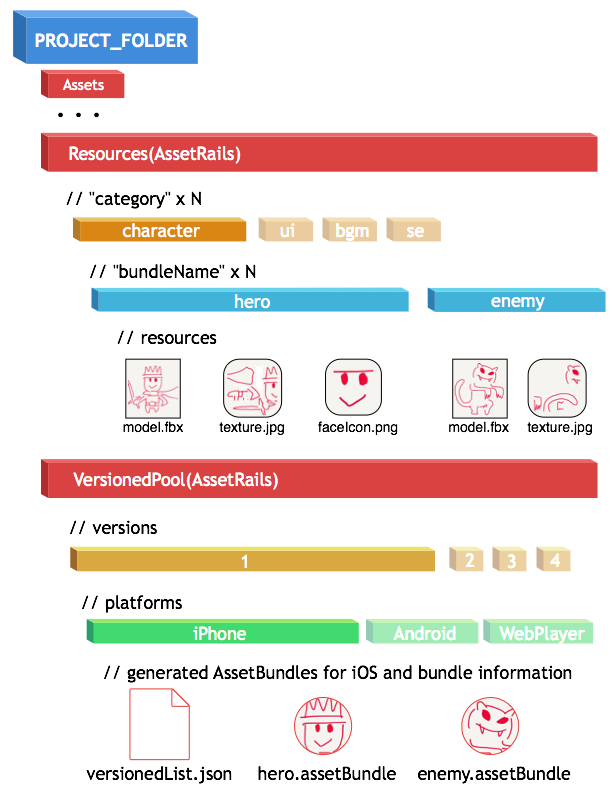 PROJECT_FOLDER
Assets
• • •
Resources(AssetRails)
// "category" x N
character ui bgm se
// "bundleName" x N
hero enemy
// resources
model.fbx texture.jpg faceIcon.png model.fbx texture.jpg
VersionedPool(AssetRails)
// versions
1 2 3 4
// platforms
iPhone Android WebPlayer
// generated AssetBundles for iOS and bundle information
versionedList.json hero.assetBundle enemy.assetBundle